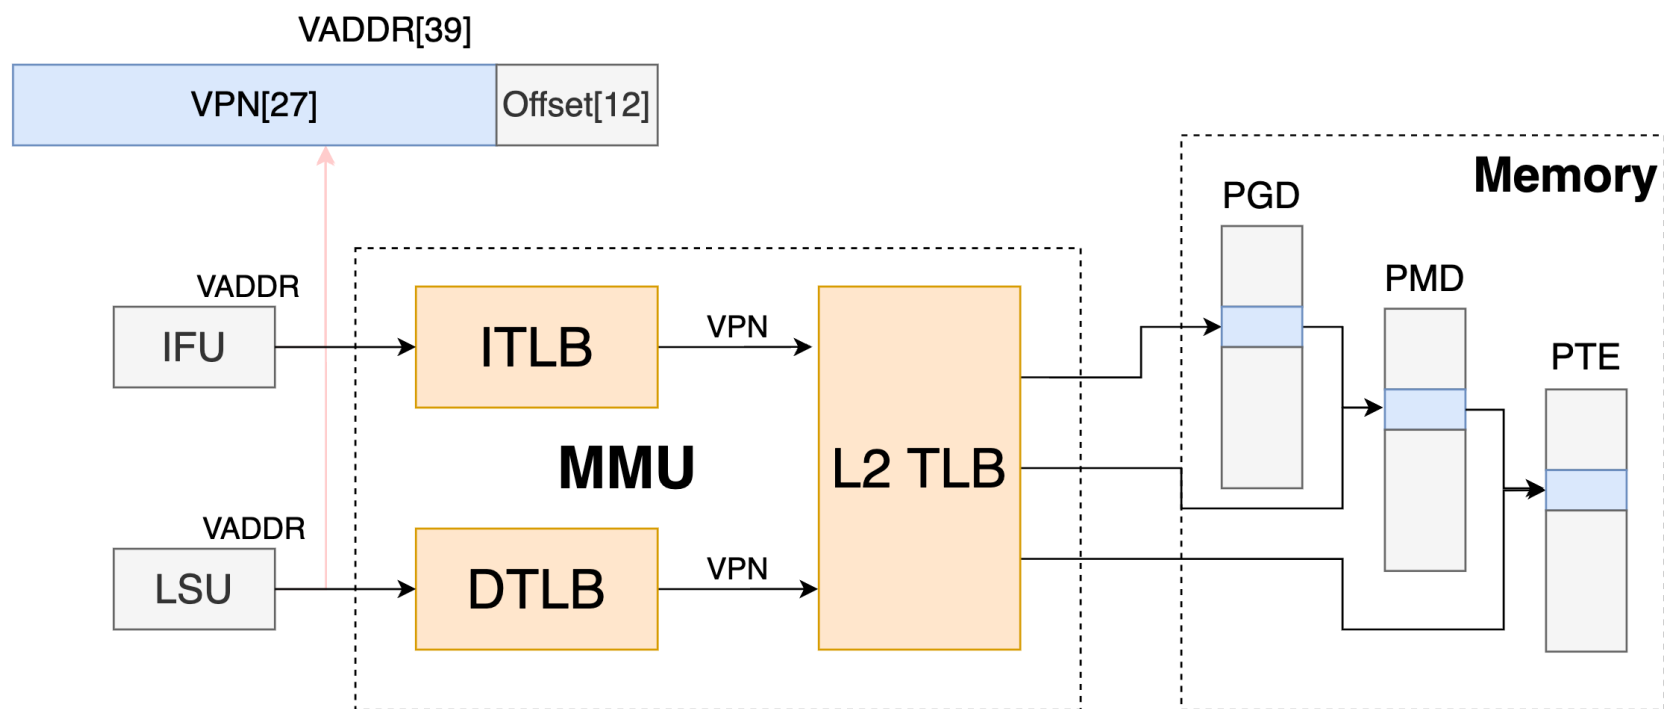 VADDR[39]
VPN[27]
Offset[12]
Memory
PGD
PMD
PTE
VADDR
IFU
ITLB
VPN
MMU
L2 TLB
VADDR
LSU
DTLB
VPN